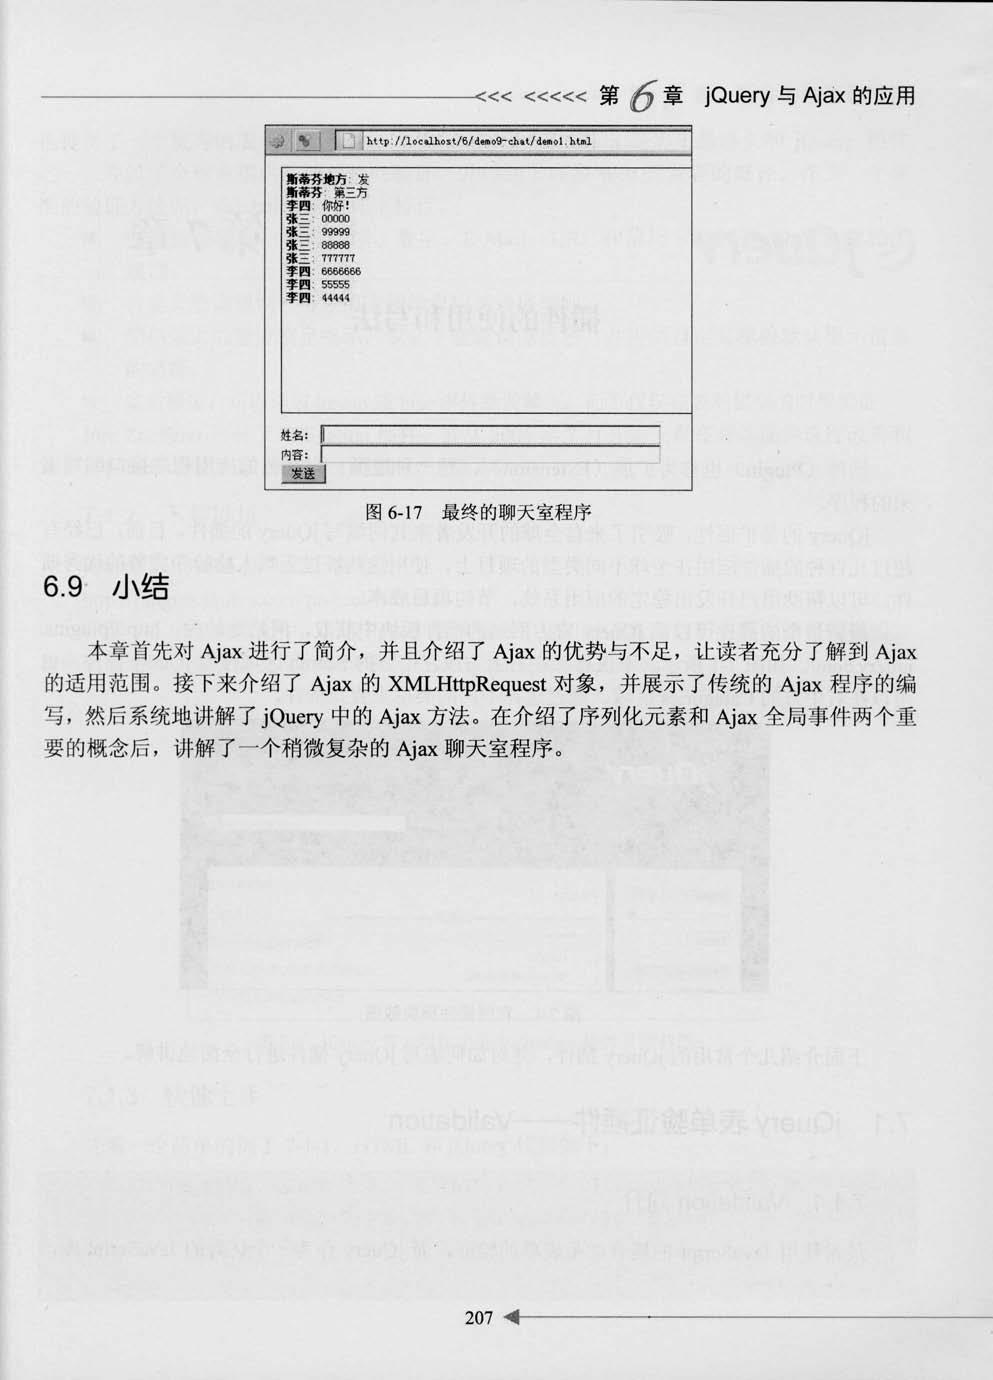 <<< <<<<< 第6章 jQuery 与 Ajax 的应用
http://localhost/6/demo9-chat/demo1.html
斯蒂芬地方: 发
斯蒂芬: 第三方
李四: 你好!
张三: 00000
张三: 99999
张三: 88888
张三: 777777
李四: 6666666
李四: 55555
李四: 44444
姓名:
内容:
发送
图 6-17 最终的聊天室程序
6.9 小结
本章首先对 Ajax 进行了简介，并且介绍了 Ajax 的优势与不足，让读者充分了解到 Ajax
的适用范围。接下来介绍了 Ajax 的 XMLHttpRequest 对象，并展示了传统的 Ajax 程序的编
写，然后系统地讲解了 jQuery 中的 Ajax 方法。在介绍了序列化元素和 Ajax 全局事件两个重
要的概念后，讲解了一个稍微复杂的 Ajax 聊天室程序。
207